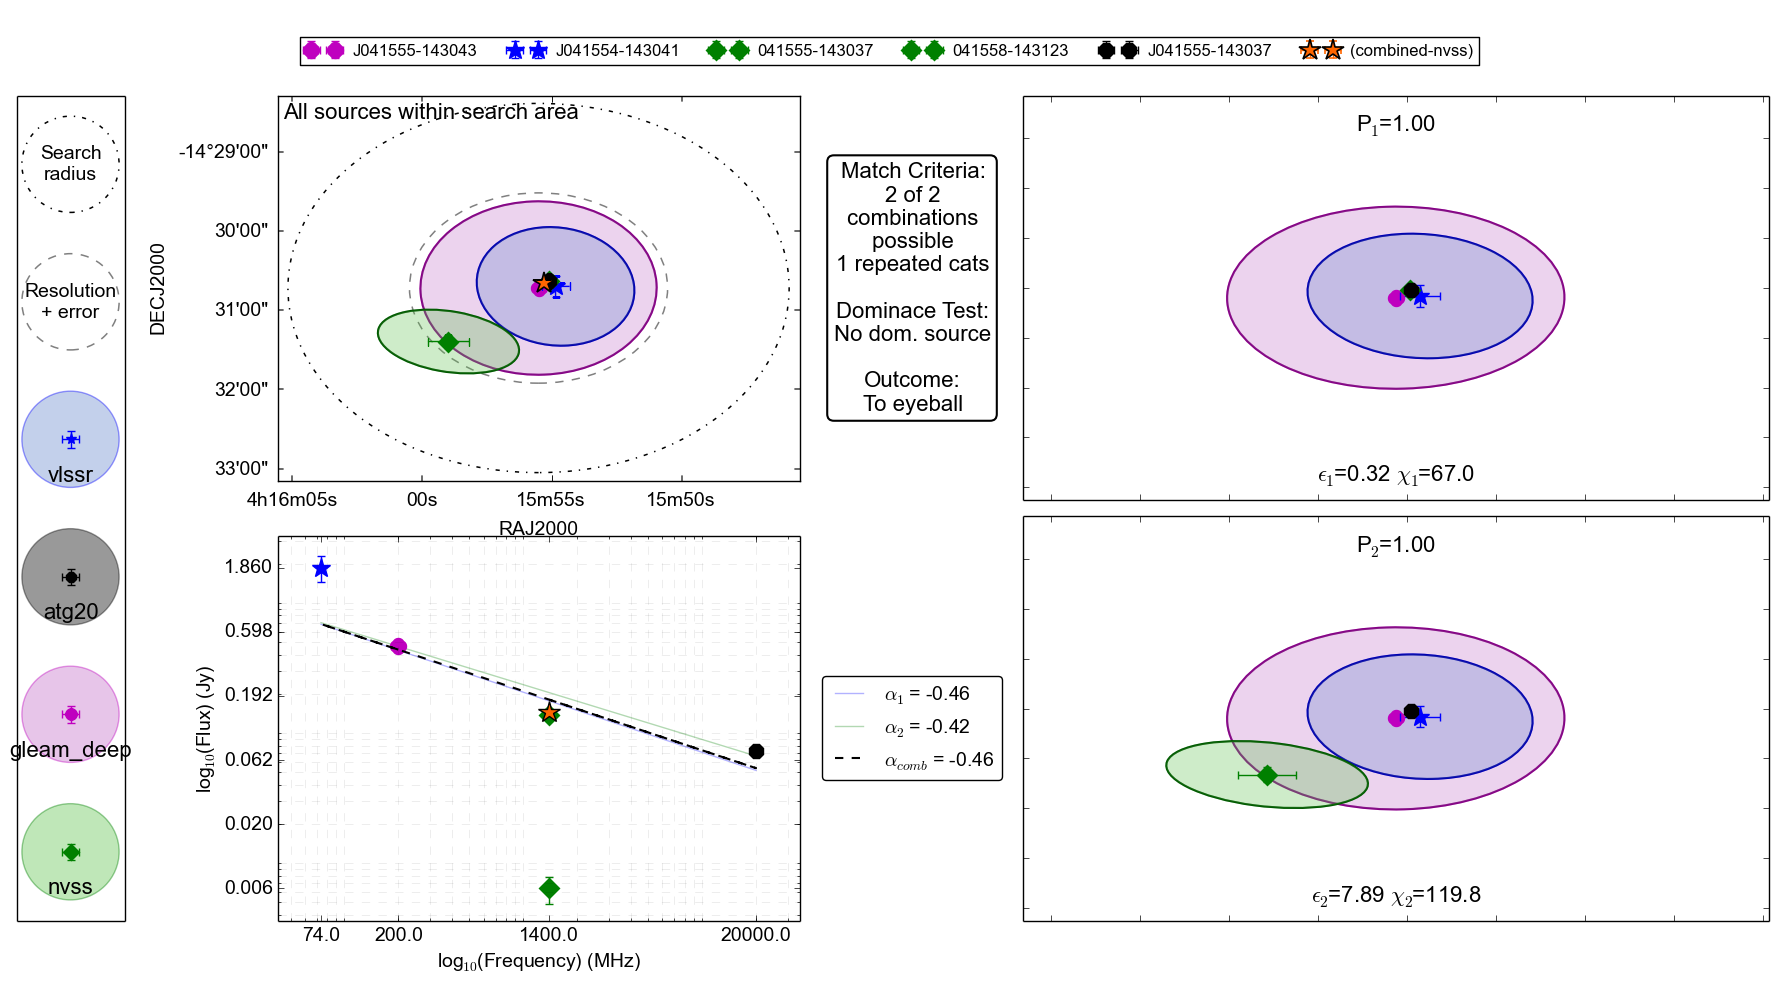 J041555-143043 J041554-143041 041555-143037 041558-143123 J041555-143037 (combined-nvss)
Search
radius
Resolution
+ error
vlssr
atg20
gleam_deep
nvss
All sources within search area
DECJ2000
-14°29'00"
30'00"
31'00"
32'00"
33'00"
4h16m05s 00s 15m55s 15m50s
RAJ2000
Match Criteria:
2 of 2
combinations
possible
1 repeated cats
Dominace Test:
No dom. source
Outcome:
To eyeball
P₁=1.00
ϵ₁=0.32 χ₁=67.0
log₁₀(Flux) (Jy)
1.860
0.598
0.192
0.062
0.020
0.006
74.0 200.0 1400.0 20000.0
log₁₀(Frequency) (MHz)
α₁ = -0.46
α₂ = -0.42
α_comb = -0.46
P₂=1.00
ϵ₂=7.89 χ₂=119.8